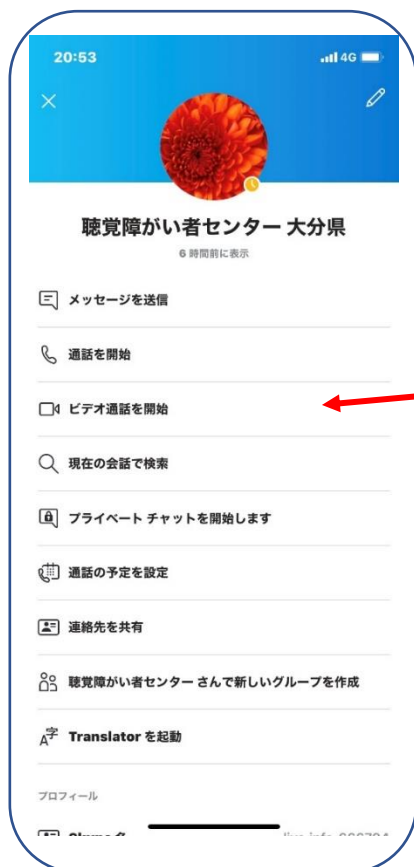 20:53
4G
聴覚障がい者センター 大分県
6 時間前に表示
メッセージを送信
通話を開始
ビデオ通話を開始
現在の会話で検索
プライベート チャットを開始します
通話の予定を設定
連絡先を共有
聴覚障がい者センター さんで新しいグループを作成
Translator を起動
プロフィール